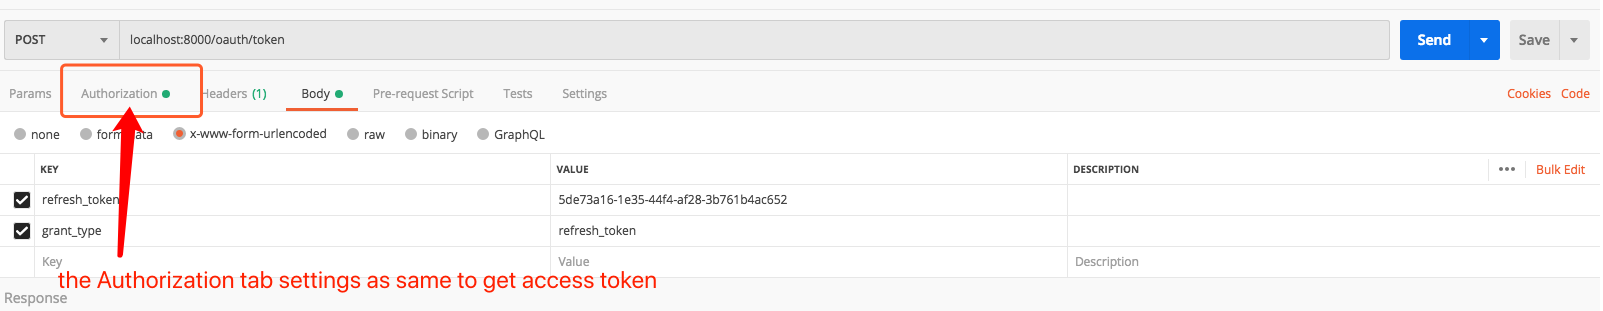 POST localhost:8000/oauth/token Send Save
Params Authorization Headers (1) Body Pre-request Script Tests Settings Cookies Code
none form-data x-www-form-urlencoded raw binary GraphQL
KEY VALUE DESCRIPTION ••• Bulk Edit
refresh_token 5de73a16-1e35-44f4-af28-3b761b4ac652
grant_type refresh_token
Key Value Description
the Authorization tab settings as same to get access token
Response